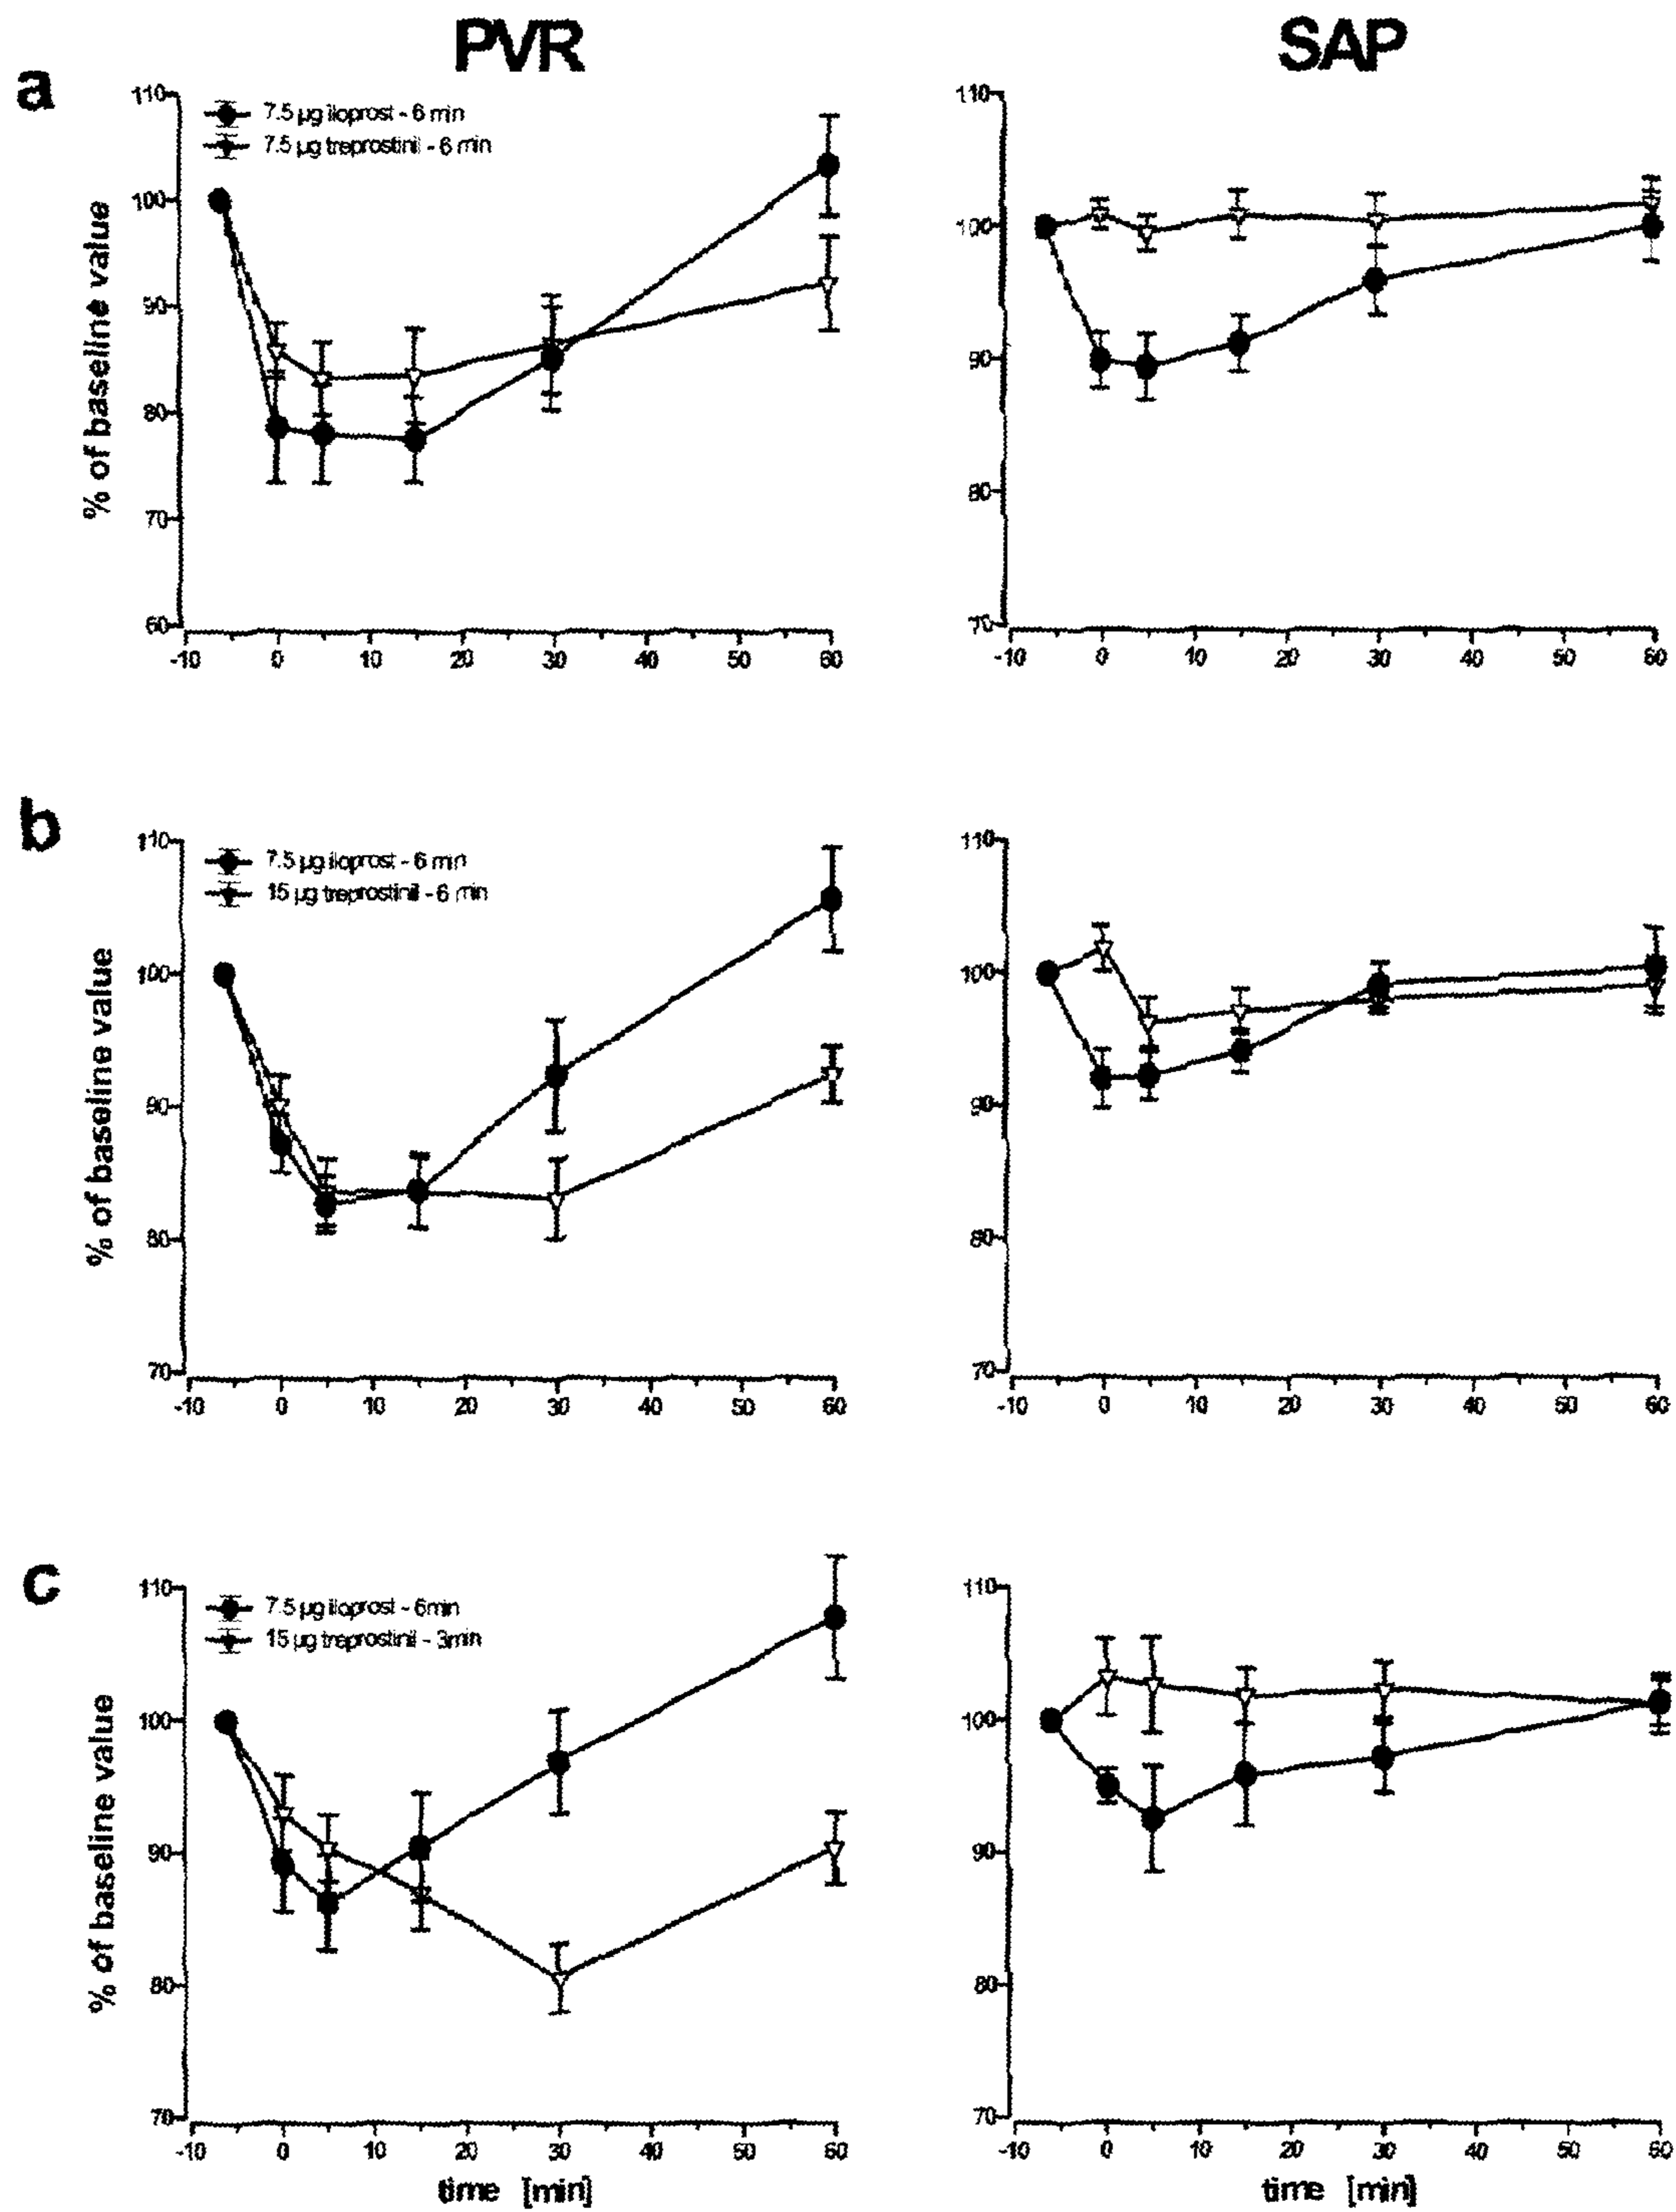 PVR
SAP
a
110
7.5 µg iloprost - 6 min
7.5 µg treprostinil - 6 min
100
90
80
70
60
% of baseline value
-10 0 10 20 30 40 50 60
110
100
90
80
70
-10 0 10 20 30 40 50 60
b
110
7.5 µg iloprost - 6 min
15 µg treprostinil - 6 min
100
90
80
70
% of baseline value
-10 0 10 20 30 40 50 60
110
100
90
80
70
-10 0 10 20 30 40 50 60
c
110
7.5 µg iloprost - 6min
15 µg treprostinil - 3min
100
90
80
70
% of baseline value
-10 0 10 20 30 40 50 60
time [min]
110
100
90
80
70
-10 0 10 20 30 40 50 60
time [min]